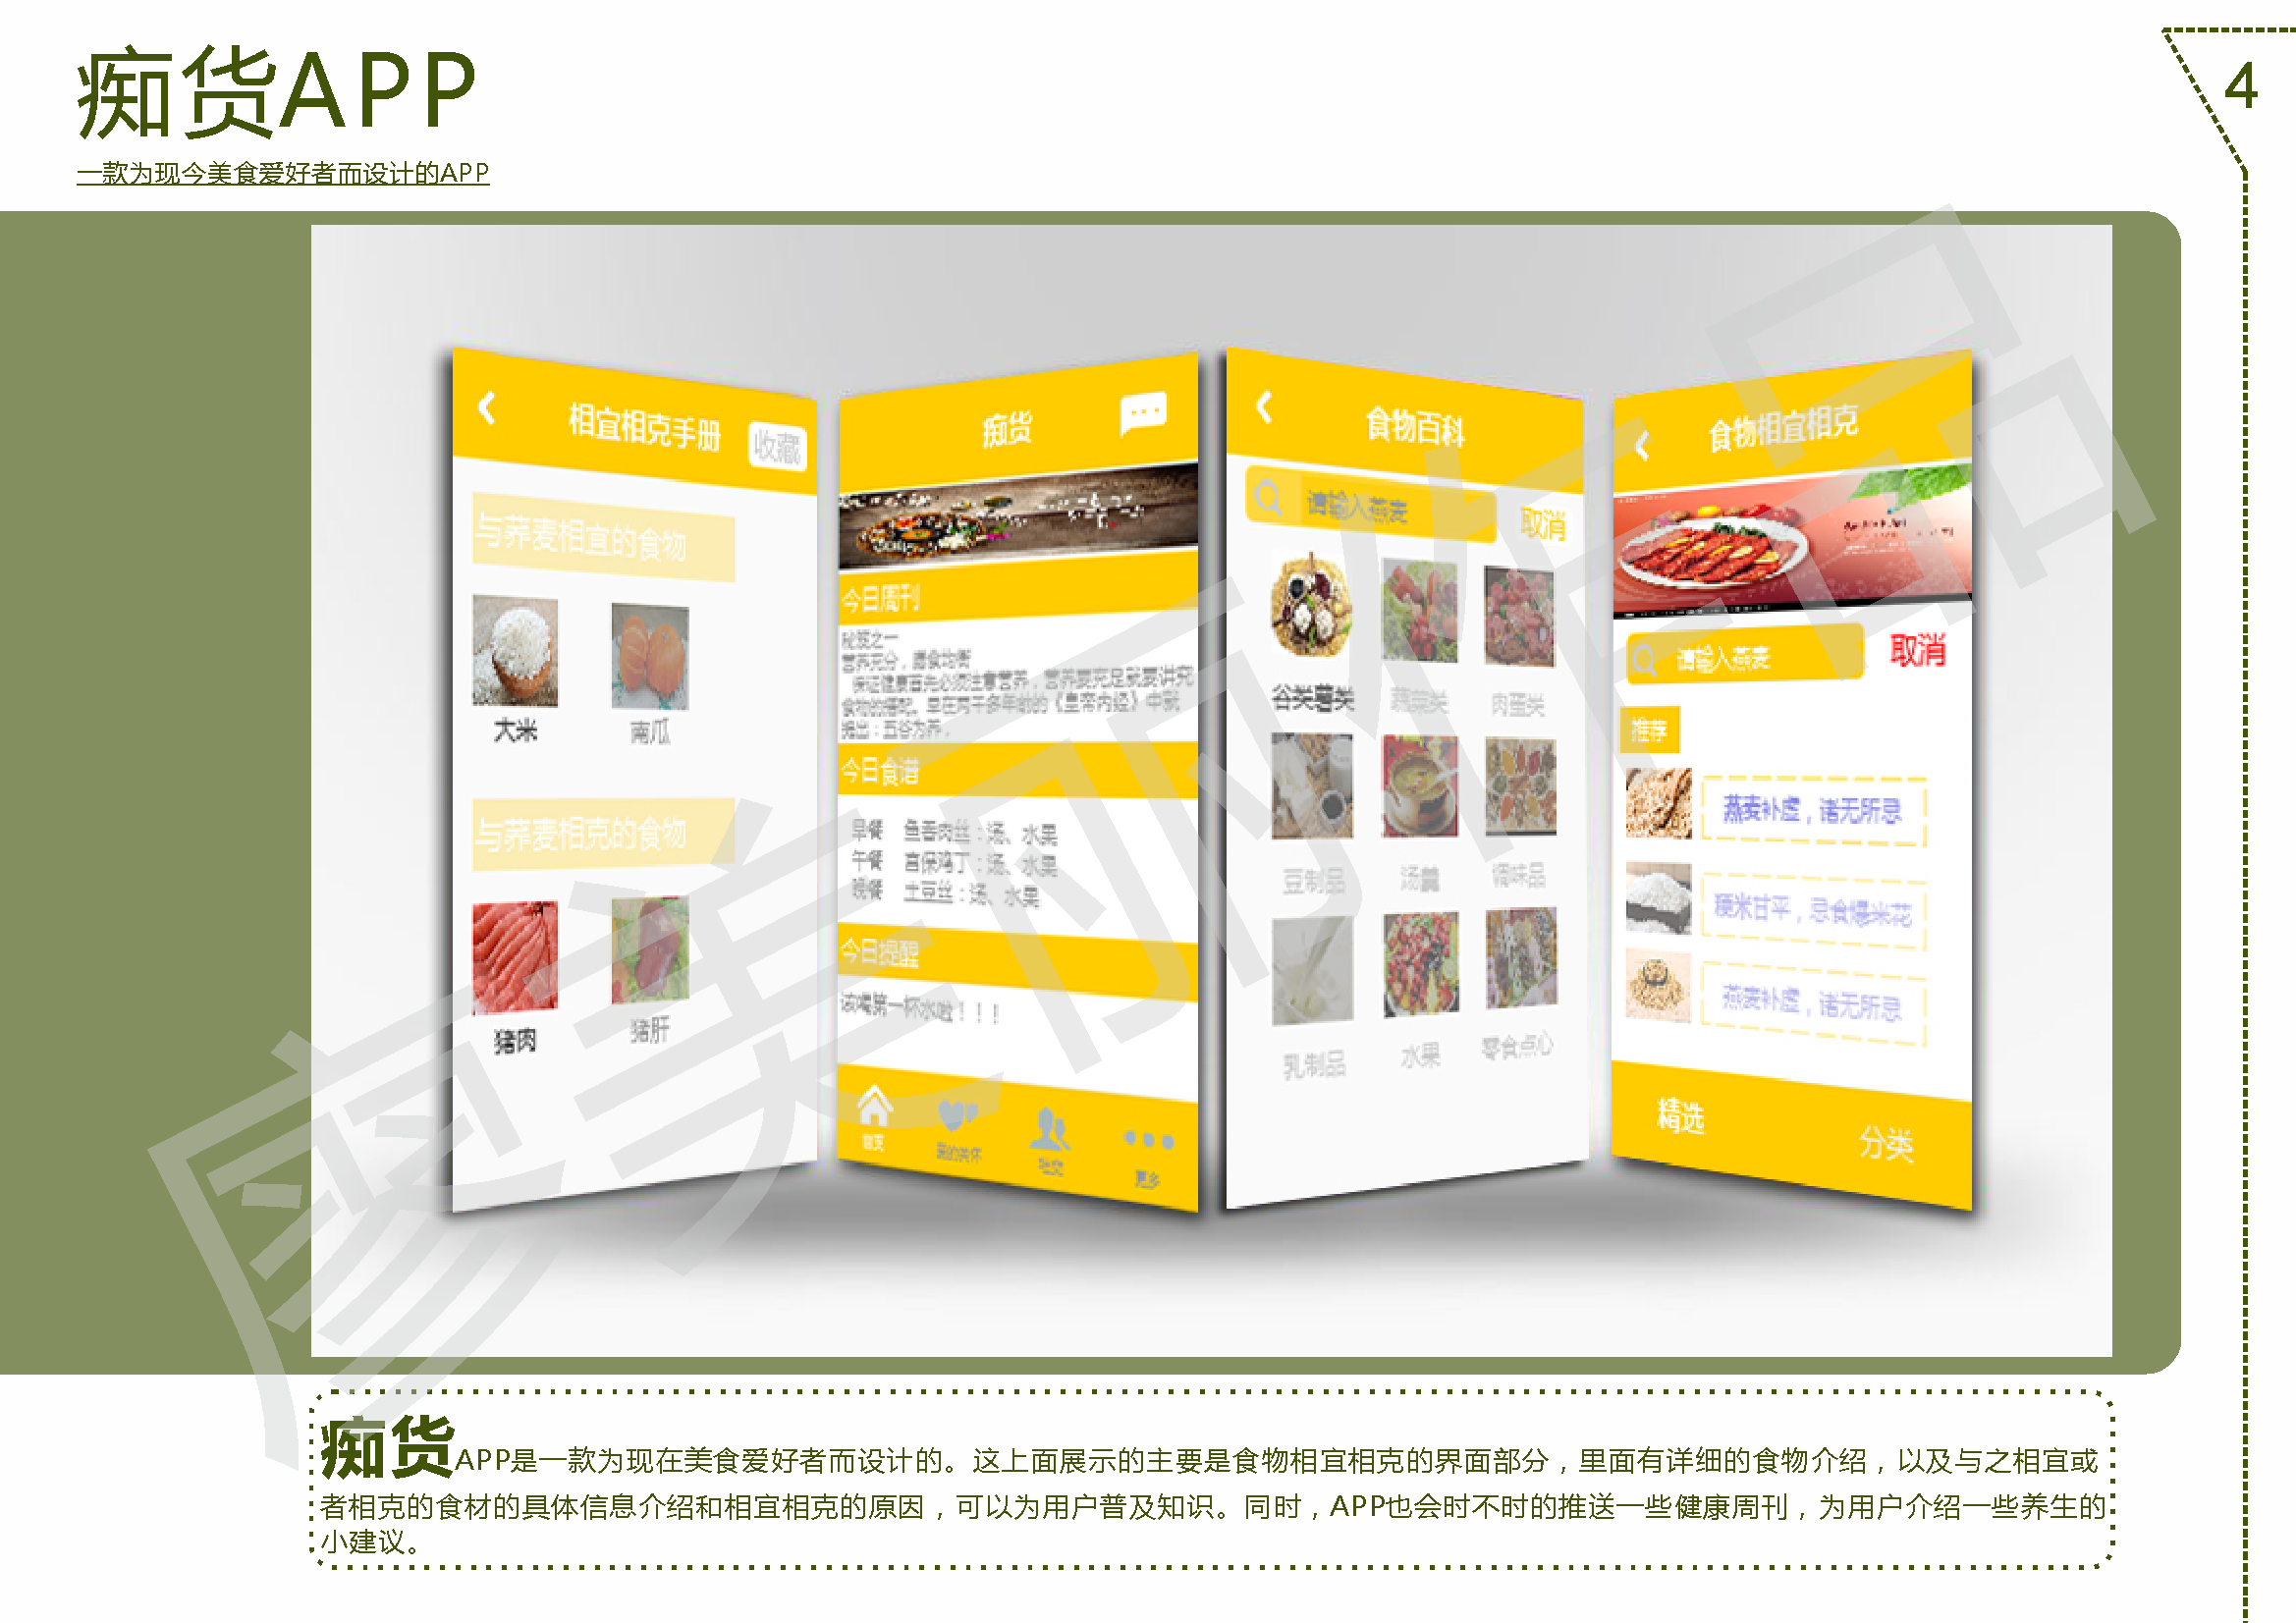 痴货APP
4
一款为现今美食爱好者而设计的APP
相宜相克手册
收藏
与荞麦相宜的食物
大米
南瓜
与荞麦相克的食物
猪肉
猪肝
痴货
今日周刊
秘笈之一
营养充分，膳食均衡
保证健康首先必须注意营养，营养要充足就要讲究
食物的搭配。早在两千多年前的《皇帝内经》中就
提出：五谷为养。
今日食谱
早餐 鱼香肉丝：汤、水果
午餐 宫保鸡丁：汤、水果
晚餐 土豆丝：汤、水果
今日提醒
该喝第一杯水啦！！！
首页
我的关怀
社交
更多
食物百科
请输入燕麦
取消
谷类薯类
蔬菜类
肉蛋类
豆制品
汤羹
调味品
乳制品
水果
零食点心
食物相宜相克
请输入燕麦
取消
推荐
燕麦补虚，诸无所忌
粳米甘平，忌食爆米花
燕麦补虚，诸无所忌
精选
分类
廖美丽作品
痴货APP是一款为现在美食爱好者而设计的。这上面展示的主要是食物相宜相克的界面部分，里面有详细的食物介绍，以及与之相宜或
者相克的食材的具体信息介绍和相宜相克的原因，可以为用户普及知识。同时，APP也会时不时的推送一些健康周刊，为用户介绍一些养生的
小建议。